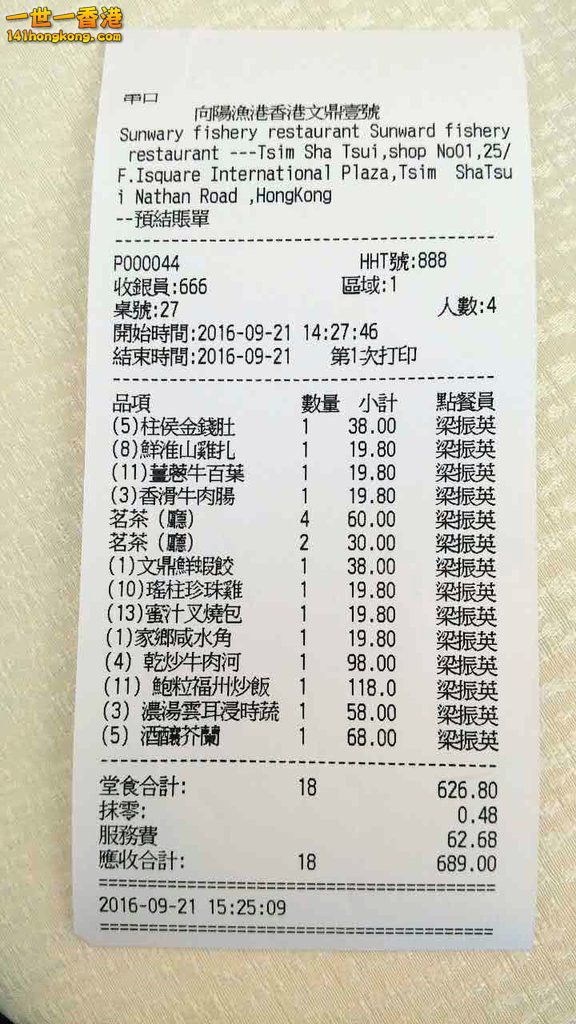 一世一香港
141hongkong.com
向陽漁港香港文鼎壹號
Sunwary fishery restaurant Sunward fishery
restaurant ---Tsim Sha Tsui,shop No01,25/
F.Isquare International Plaza,Tsim ShaTsu
i Nathan Road ,HongKong
--預結賬單
P000044 HHT號:888
收銀員:666 區域:1
桌號:27 人數:4
開始時間:2016-09-21 14:27:46
結束時間:2016-09-21 第1次打印
品項 數量 小計 點餐員
(5)柱侯金錢肚 1 38.00 梁振英
(8)鮮淮山雞扎 1 19.80 梁振英
(11)薑蔥牛百葉 1 19.80 梁振英
(3)香滑牛肉腸 1 19.80 梁振英
茗茶(廳) 4 60.00 梁振英
茗茶(廳) 2 30.00 梁振英
(1)文鼎鮮蝦餃 1 38.00 梁振英
(10)瑤柱珍珠雞 1 19.80 梁振英
(13)蜜汁叉燒包 1 19.80 梁振英
(1)家鄉咸水角 1 19.80 梁振英
(4) 乾炒牛肉河 1 98.00 梁振英
(11) 鮑粒福州炒飯 1 118.0 梁振英
(3) 濃湯雲耳浸時蔬 1 58.00 梁振英
(5) 酒釀芥蘭 1 68.00 梁振英
堂食合計: 18 626.80
抹零: 0.48
服務費 62.68
應收合計: 18 689.00
2016-09-21 15:25:09